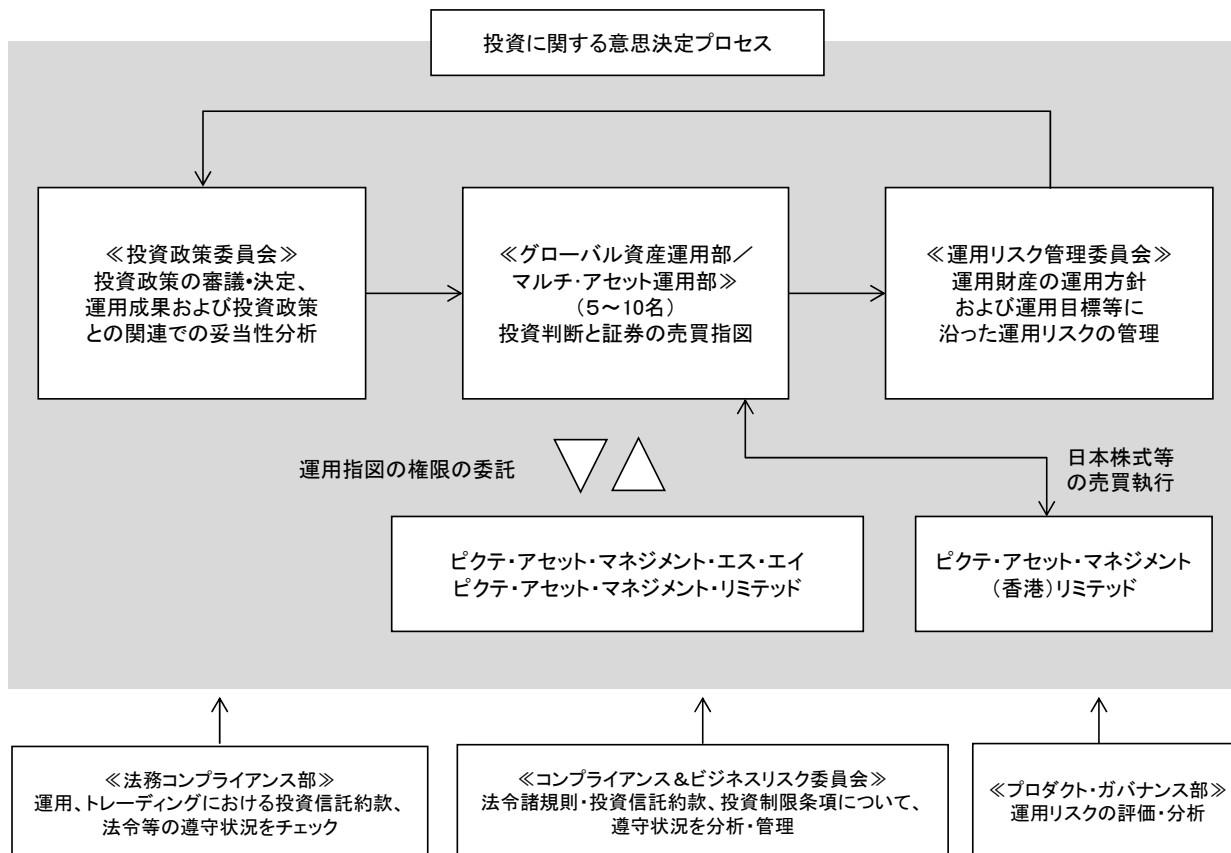 投資に関する意思決定プロセス
≪投資政策委員会≫
投資政策の審議•決定、
運用成果および投資政策
との関連での妥当性分析
≪グローバル資産運用部／
マルチ・アセット運用部≫
（5～10名）
投資判断と証券の売買指図
≪運用リスク管理委員会≫
運用財産の運用方針
および運用目標等に
沿った運用リスクの管理
運用指図の権限の委託
日本株式等
の売買執行
ピクテ・アセット・マネジメント・エス・エイ
ピクテ・アセット・マネジメント・リミテッド
ピクテ・アセット・マネジメント
（香港）リミテッド
≪法務コンプライアンス部≫
運用、トレーディングにおける投資信託約款、
法令等の遵守状況をチェック
≪コンプライアンス＆ビジネスリスク委員会≫
法令諸規則・投資信託約款、投資制限条項について、
遵守状況を分析・管理
≪プロダクト・ガバナンス部≫
運用リスクの評価・分析